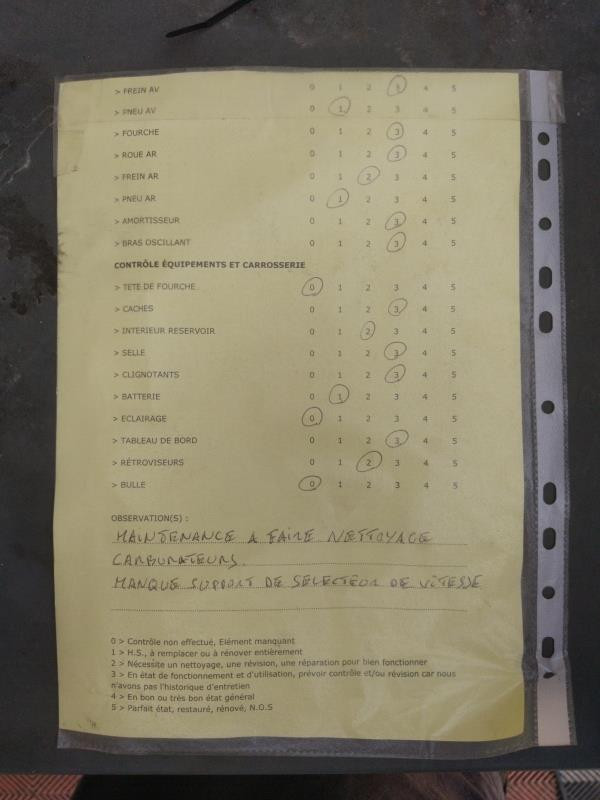 > FREIN AV 0 1 2 3 4 5
> PNEU AV 0 1 2 3 4 5
> FOURCHE 0 1 2 3 4 5
> ROUE AR 0 1 2 3 4 5
> FREIN AR 0 1 2 3 4 5
> PNEU AR 0 1 2 3 4 5
> AMORTISSEUR 0 1 2 3 4 5
> BRAS OSCILLANT 0 1 2 3 4 5
CONTRÔLE ÉQUIPEMENTS ET CARROSSERIE
> TETE DE FOURCHE 0 1 2 3 4 5
> CACHES 0 1 2 3 4 5
> INTERIEUR RESERVOIR 0 1 2 3 4 5
> SELLE 0 1 2 3 4 5
> CLIGNOTANTS 0 1 2 3 4 5
> BATTERIE 0 1 2 3 4 5
> ECLAIRAGE 0 1 2 3 4 5
> TABLEAU DE BORD 0 1 2 3 4 5
> RÉTROVISEURS 0 1 2 3 4 5
> BULLE 0 1 2 3 4 5
OBSERVATION(S) :
MAINTENANCE A FAIRE NETTOYAGE
CARBURATEURS.
MANQUE SUPPORT DE SELECTEUR DE VITESSE
0 > Contrôle non effectué, Elément manquant
1 > H.S., à remplacer ou à rénover entièrement
2 > Nécessite un nettoyage, une révision, une réparation pour bien fonctionner
3 > En état de fonctionnement et d'utilisation, prévoir contrôle et/ou révision car nous
n'avons pas l'historique d'entretien
4 > En bon ou très bon état général
5 > Parfait état, restauré, rénové, N.O.S